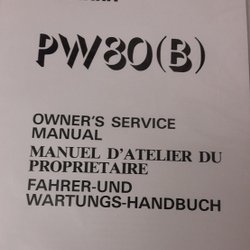 PW80(B)
OWNER'S SERVICE
MANUAL
MANUEL D'ATELIER DU
PROPRIETAIRE
FAHRER-UND
WARTUNGS-HANDBUCH